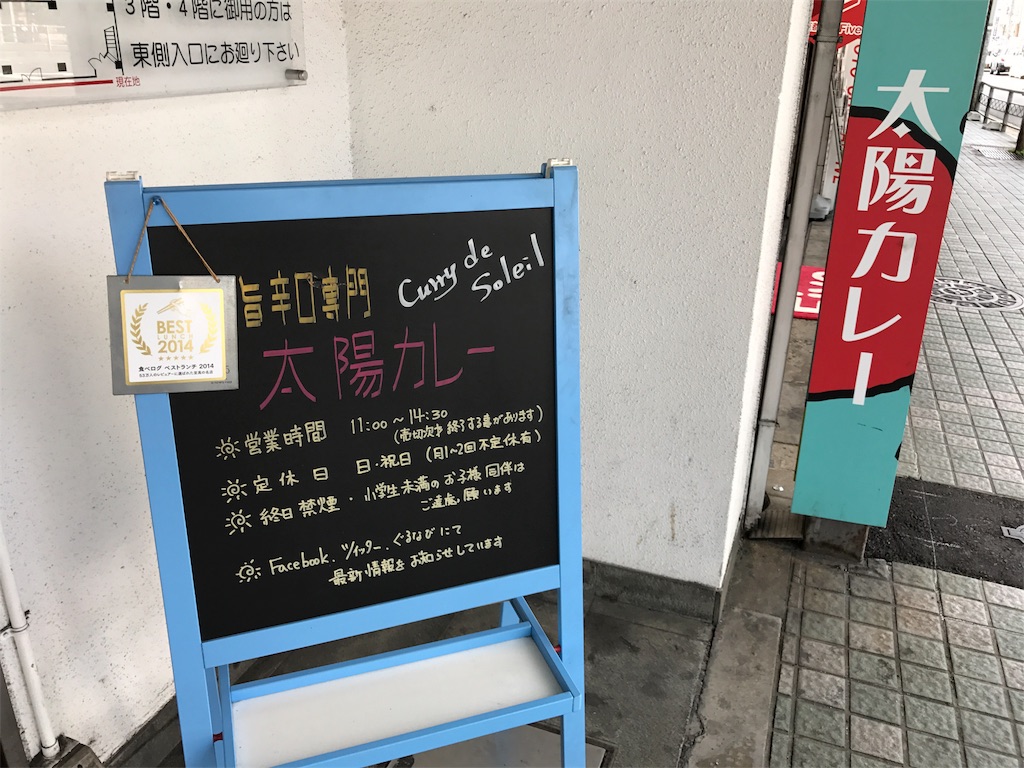 3階・4階に御用の方は
東側入口にお廻り下さい
現在地
旨辛口専門
Curry de
Soleil
太陽カレー
BEST
LUNCH
2014
★★★★★
食べログ ベストランチ 2014
営業時間 11:00~14:30
(売切次第終了する事があります)
定休日 日・祝日 (月1~2回不定休有)
終日禁煙・小学生未満のお子様同伴は
ご遠慮願います
Facebook.ツイッター.ぐるなびにて
最新情報をお知らせしています
太陽カレー
Five